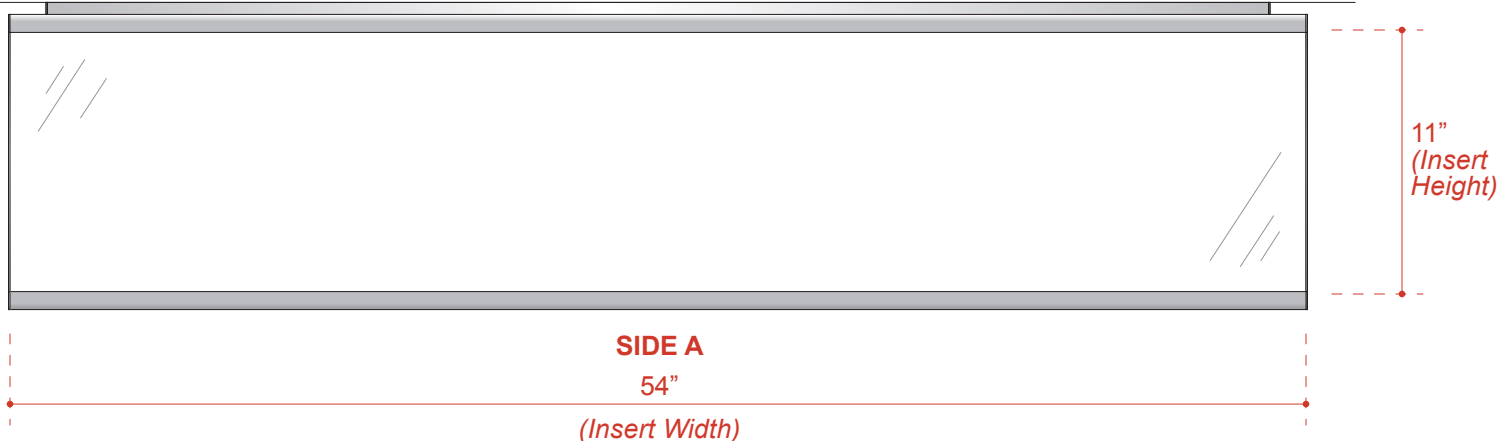 11”
(Insert
Height)
SIDE A
54”
(Insert Width)